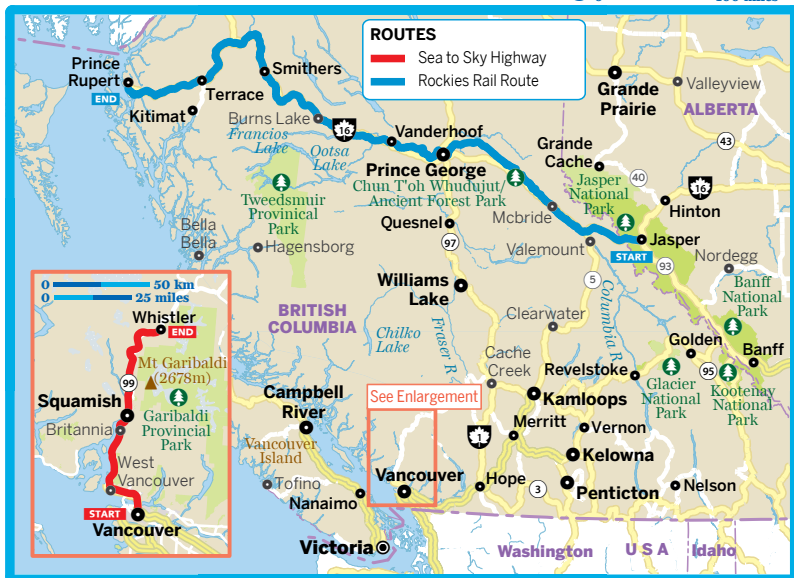 ROUTES
Sea to Sky Highway
Rockies Rail Route
Prince
Rupert
END
Terrace
Kitimat
Smithers
Burns Lake
Francios
Lake
Ootsa
Lake
16
Vanderhoof
Prince George
Chun T'oh Whudujut/
Ancient Forest Park
Grande
Prairie
Valleyview
ALBERTA
43
Grande
Cache
40
16
Jasper
National
Park
Hinton
Mcbride
Jasper
START
Valemount
93
Nordegg
Tweedsmuir
Provinical
Park
Bella
Bella
Hagensborg
Quesnel
97
Williams
Lake
5
Columbia R
Banff
National
Park
BRITISH
COLUMBIA
Chilko
Lake
Fraser R
Clearwater
Cache
Creek
Golden
Banff
Revelstoke
95
Glacier
National
Park
Kootenay
National
Park
Kamloops
See Enlargement
Campbell
River
Vancouver
Island
Tofino
Nanaimo
Vancouver
1
Merritt
Vernon
Kelowna
Hope
3
Penticton
Nelson
Victoria
Washington
USA
Idaho
0
50 km
0
25 miles
Whistler
END
Mt Garibaldi
(2678m)
99
Squamish
Garibaldi
Provincial
Park
Britannia
West
Vancouver
START
Vancouver